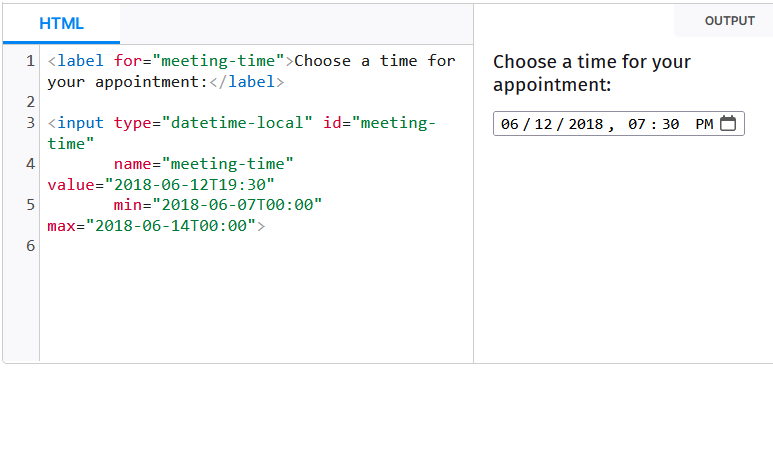 HTML
OUTPUT
1 <label for="meeting-time">Choose a time for
your appointment:</label>
2
3 <input type="datetime-local" id="meeting-
time"
4 name="meeting-time"
value="2018-06-12T19:30"
5 min="2018-06-07T00:00"
max="2018-06-14T00:00">
6
Choose a time for your
appointment:
06/12/2018, 07:30 PM